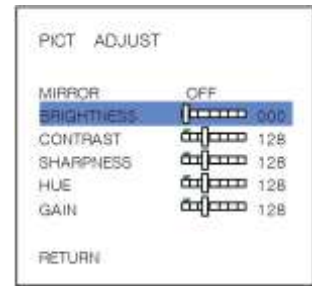 PICT ADJUST
MIRROR OFF
BRIGHTNESS 000
CONTRAST 128
SHARPNESS 128
HUE 128
GAIN 128
RETURN